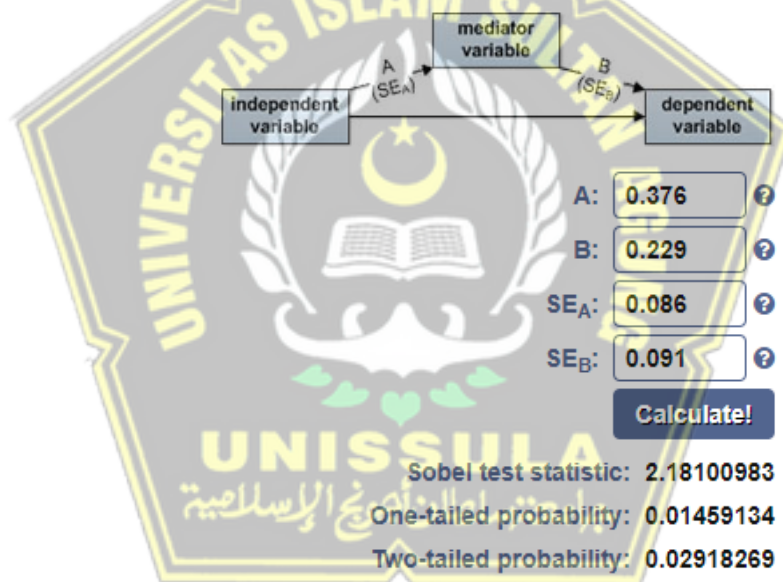 UNIVERSITAS ISLAM SULTAN AGUNG
mediator
variable
A
(SEA)
B
(SEB)
independent
variable
dependent
variable
A: 0.376
B: 0.229
SEA: 0.086
SEB: 0.091
Calculate!
UNISSULA
Sobel test statistic: 2.18100983
One-tailed probability: 0.01459134
Two-tailed probability: 0.02918269